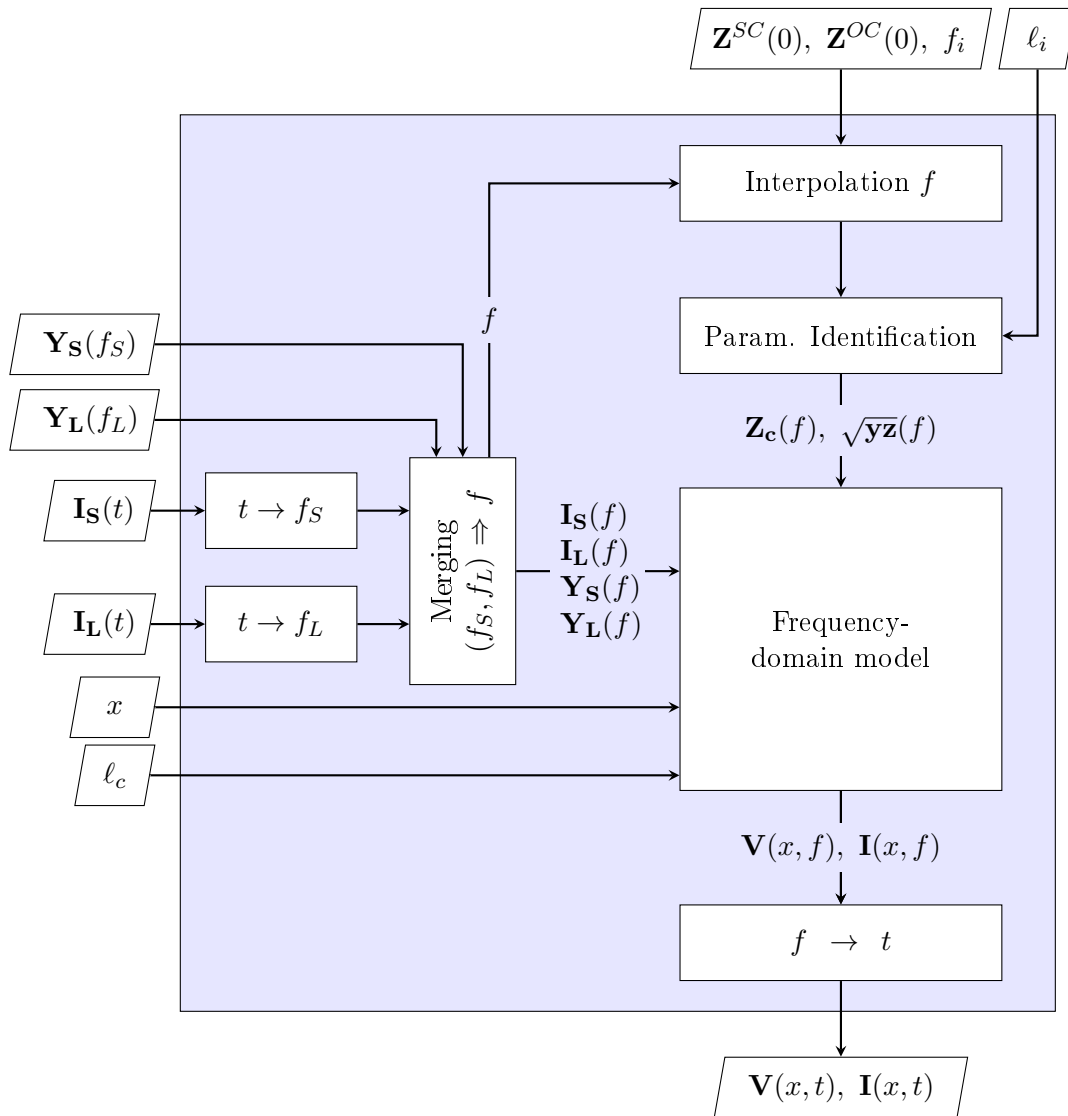 𝐙^{SC}(0), 𝐙^{OC}(0), f_i
ℓ_i
Interpolation f
f
Param. Identification
𝐘_𝐒(f_S)
𝐘_𝐋(f_L)
𝐙_𝐜(f), √𝐲𝐳(f)
𝐈_𝐒(t)
t → f_S
𝐈_𝐋(t)
t → f_L
Merging
(f_S, f_L) ⇒ f
𝐈_𝐒(f)
𝐈_𝐋(f)
𝐘_𝐒(f)
𝐘_𝐋(f)
Frequency-
domain model
x
ℓ_c
𝐕(x, f), 𝐈(x, f)
f → t
𝐕(x, t), 𝐈(x, t)